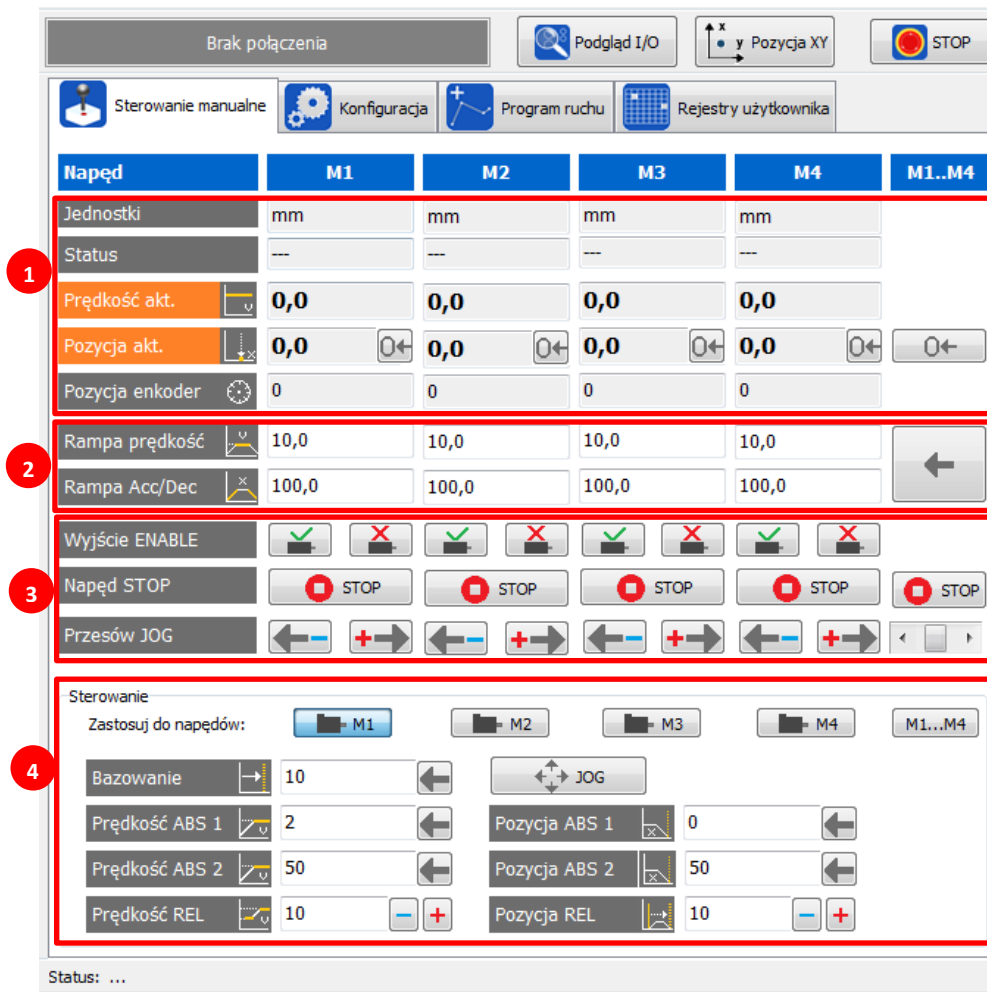 Brak połączenia Podgląd I/O x y Pozycja XY STOP
Sterowanie manualne Konfiguracja Program ruchu Rejestry użytkownika
Napęd M1 M2 M3 M4 M1..M4
1
Jednostki mm mm mm mm
Status --- --- --- ---
Prędkość akt. v 0,0 0,0 0,0 0,0
Pozycja akt. x 0,0 0← 0,0 0← 0,0 0← 0,0 0← 0←
Pozycja enkoder 0 0 0 0
2
Rampa prędkość v 10,0 10,0 10,0 10,0
Rampa Acc/Dec x 100,0 100,0 100,0 100,0
3
Wyjście ENABLE
Napęd STOP STOP STOP STOP STOP STOP
Przesów JOG
4
Sterowanie
Zastosuj do napędów: M1 M2 M3 M4 M1...M4
Bazowanie 10 JOG
Prędkość ABS 1 v 2 Pozycja ABS 1 x 0
Prędkość ABS 2 v 50 Pozycja ABS 2 x 50
Prędkość REL v 10 Pozycja REL x 10
Status: ...